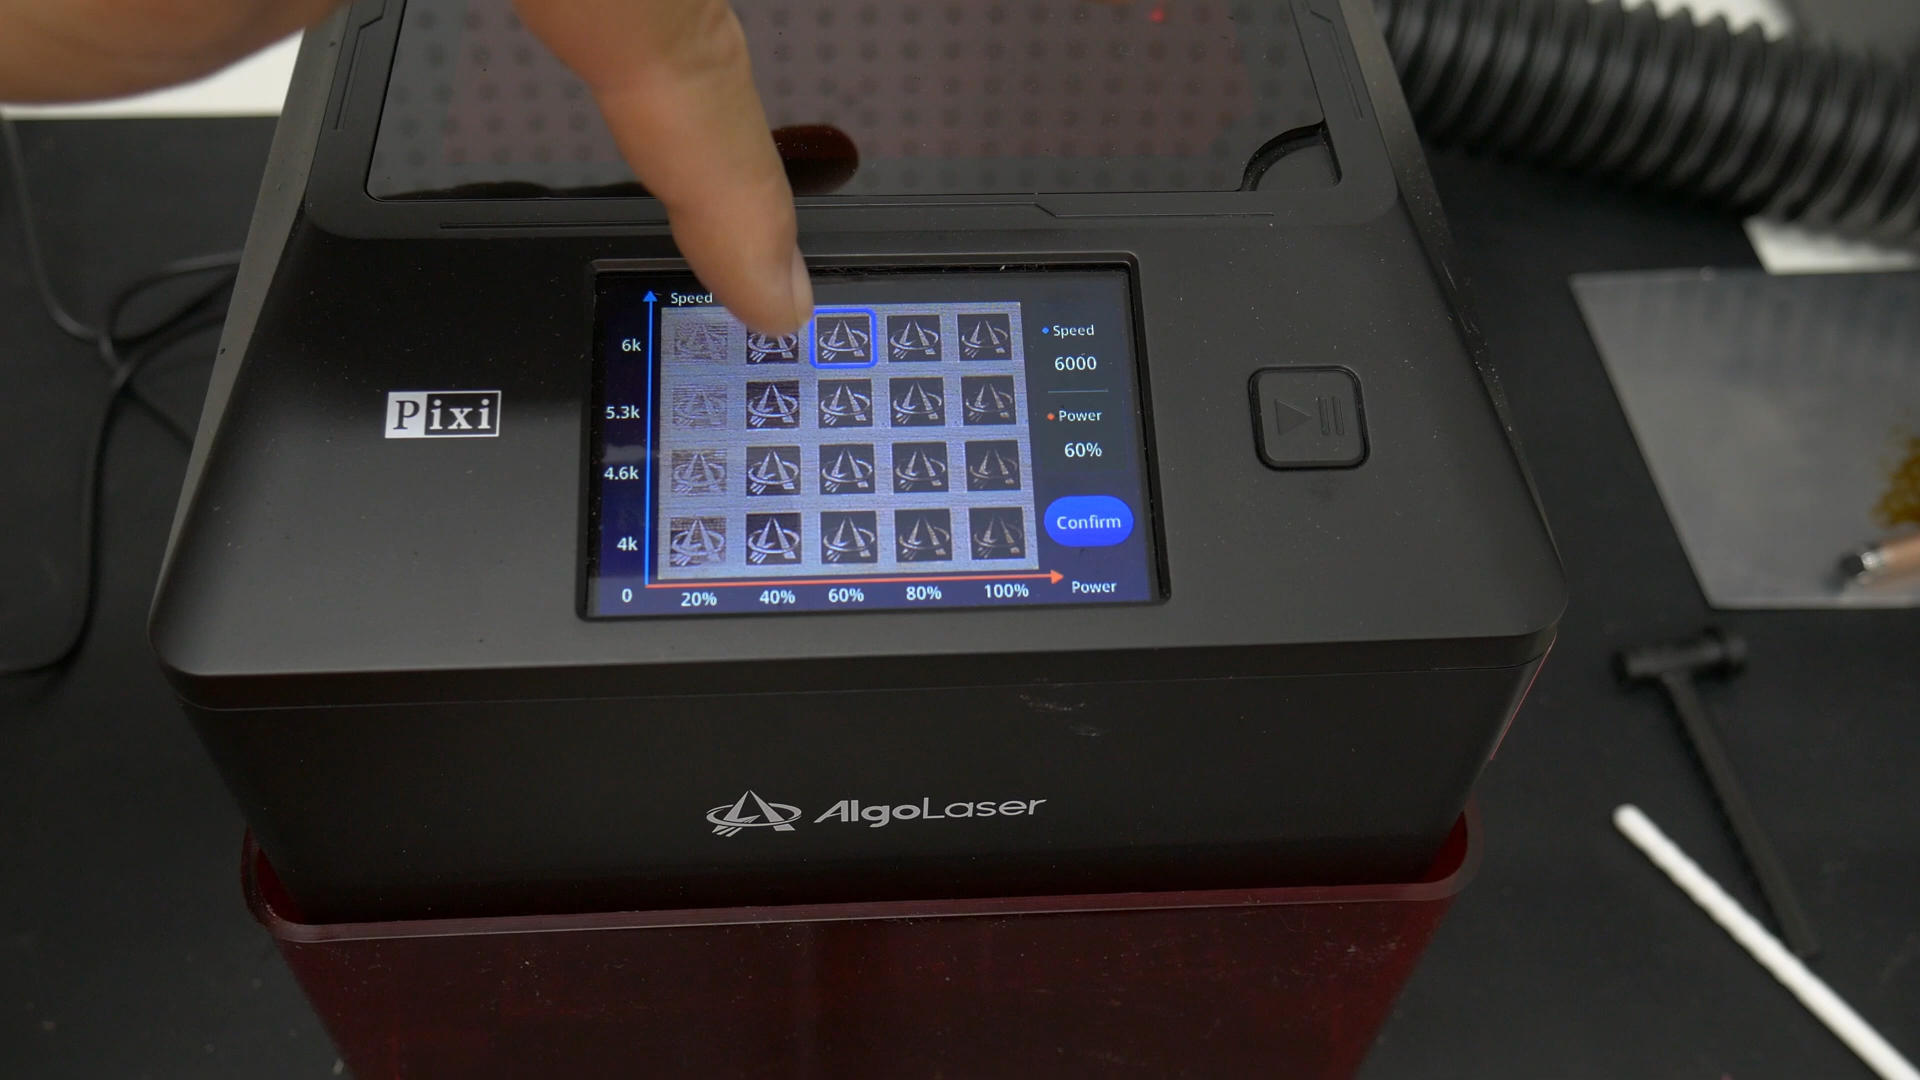 Speed
6k
5.3k
4.6k
4k
0
20%
40%
60%
80%
100%
Power
Speed
6000
Power
60%
Confirm
Pixi
AlgoLaser